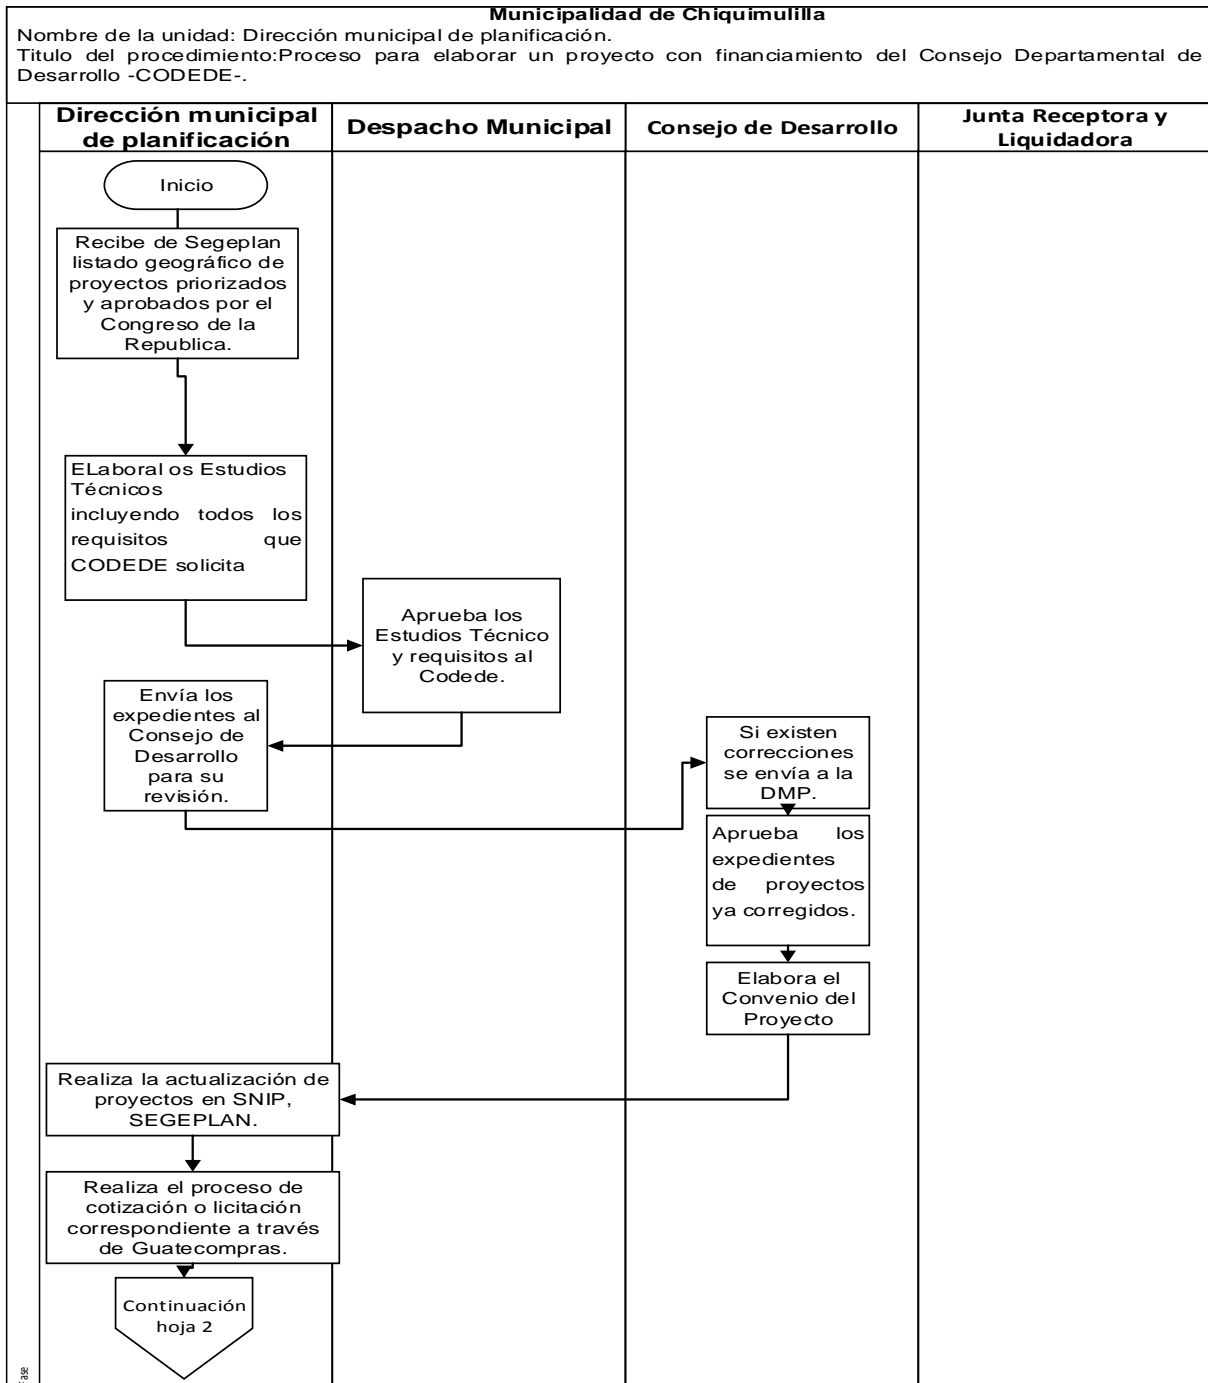 Municipalidad de Chiquimulilla
Nombre de la unidad: Dirección municipal de planificación.
Titulo del procedimiento:Proceso para elaborar un proyecto con financiamiento del Consejo Departamental de
Desarrollo -CODEDE-.
Dirección municipal
de planificación
Despacho Municipal
Consejo de Desarrollo
Junta Receptora y
Liquidadora
Inicio
Recibe de Segeplan
listado geográfico de
proyectos priorizados
y aprobados por el
Congreso de la
Republica.
ELaboral os Estudios
Técnicos
incluyendo todos los
requisitos que
CODEDE solicita
Aprueba los
Estudios Técnico
y requisitos al
Codede.
Envía los
expedientes al
Consejo de
Desarrollo
para su
revisión.
Si existen
correcciones
se envía a la
DMP.
Aprueba los
expedientes
de proyectos
ya corregidos.
Elabora el
Convenio del
Proyecto
Realiza la actualización de
proyectos en SNIP,
SEGEPLAN.
Realiza el proceso de
cotización o licitación
correspondiente a través
de Guatecompras.
Continuación
hoja 2
Fase